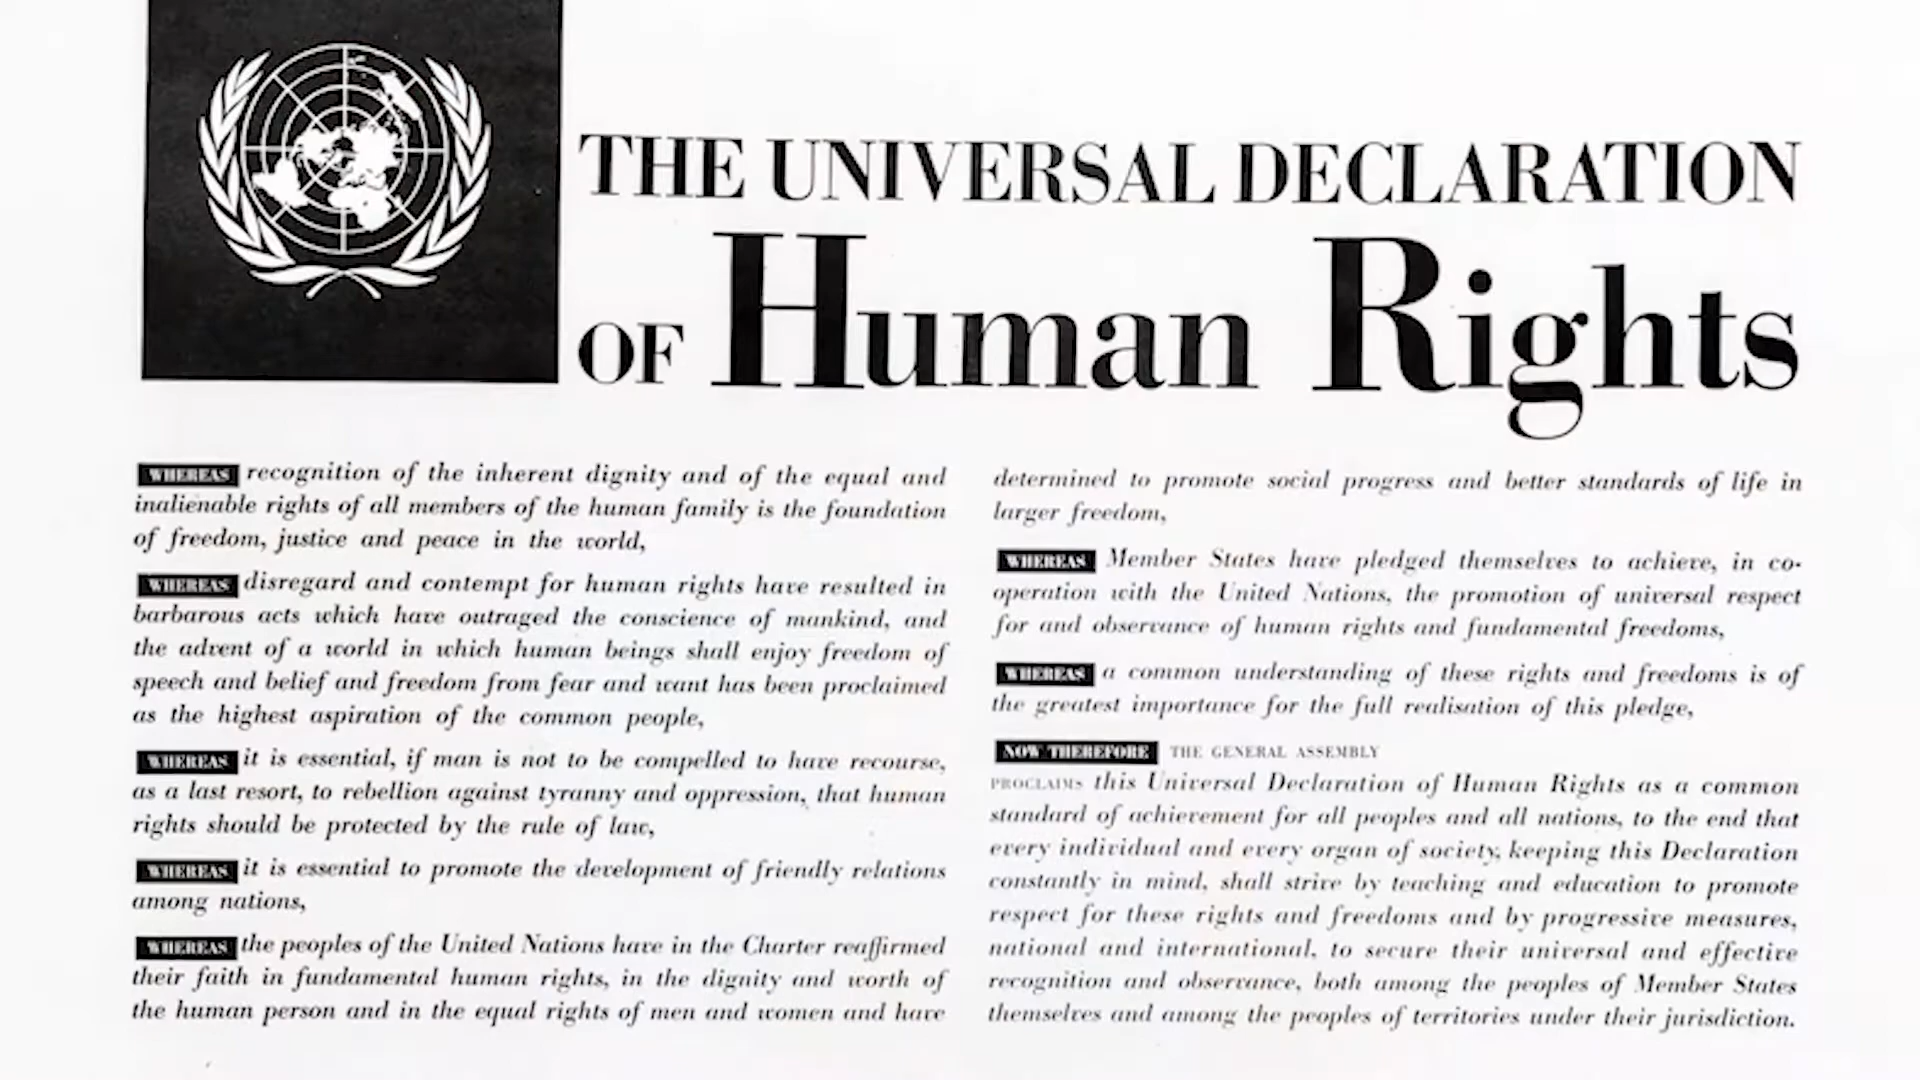 THE UNIVERSAL DECLARATION
OF Human Rights
WHEREAS recognition of the inherent dignity and of the equal and
inalienable rights of all members of the human family is the foundation
of freedom, justice and peace in the world,
WHEREAS disregard and contempt for human rights have resulted in
barbarous acts which have outraged the conscience of mankind, and
the advent of a world in which human beings shall enjoy freedom of
speech and belief and freedom from fear and want has been proclaimed
as the highest aspiration of the common people,
WHEREAS it is essential, if man is not to be compelled to have recourse,
as a last resort, to rebellion against tyranny and oppression, that human
rights should be protected by the rule of law,
WHEREAS it is essential to promote the development of friendly relations
among nations,
WHEREAS the peoples of the United Nations have in the Charter reaffirmed
their faith in fundamental human rights, in the dignity and worth of
the human person and in the equal rights of men and women and have
determined to promote social progress and better standards of life in
larger freedom,
WHEREAS Member States have pledged themselves to achieve, in co-
operation with the United Nations, the promotion of universal respect
for and observance of human rights and fundamental freedoms,
WHEREAS a common understanding of these rights and freedoms is of
the greatest importance for the full realisation of this pledge,
NOW THEREFORE THE GENERAL ASSEMBLY
PROCLAIMS this Universal Declaration of Human Rights as a common
standard of achievement for all peoples and all nations, to the end that
every individual and every organ of society, keeping this Declaration
constantly in mind, shall strive by teaching and education to promote
respect for these rights and freedoms and by progressive measures,
national and international, to secure their universal and effective
recognition and observance, both among the peoples of Member States
themselves and among the peoples of territories under their jurisdiction.